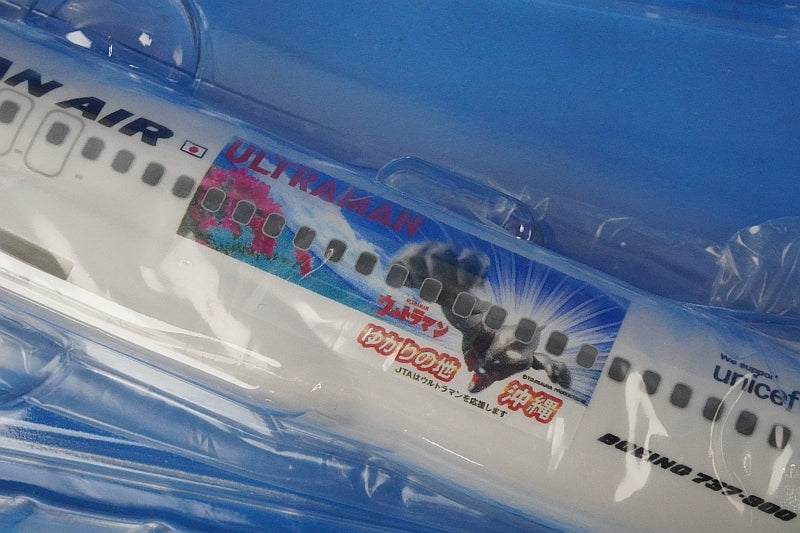 AN AIR
ULTRAMAN
ウルトラマン
ゆかりの地
沖縄
JTAはウルトラマンを応援します
We support
unicef
BOEING 737-800